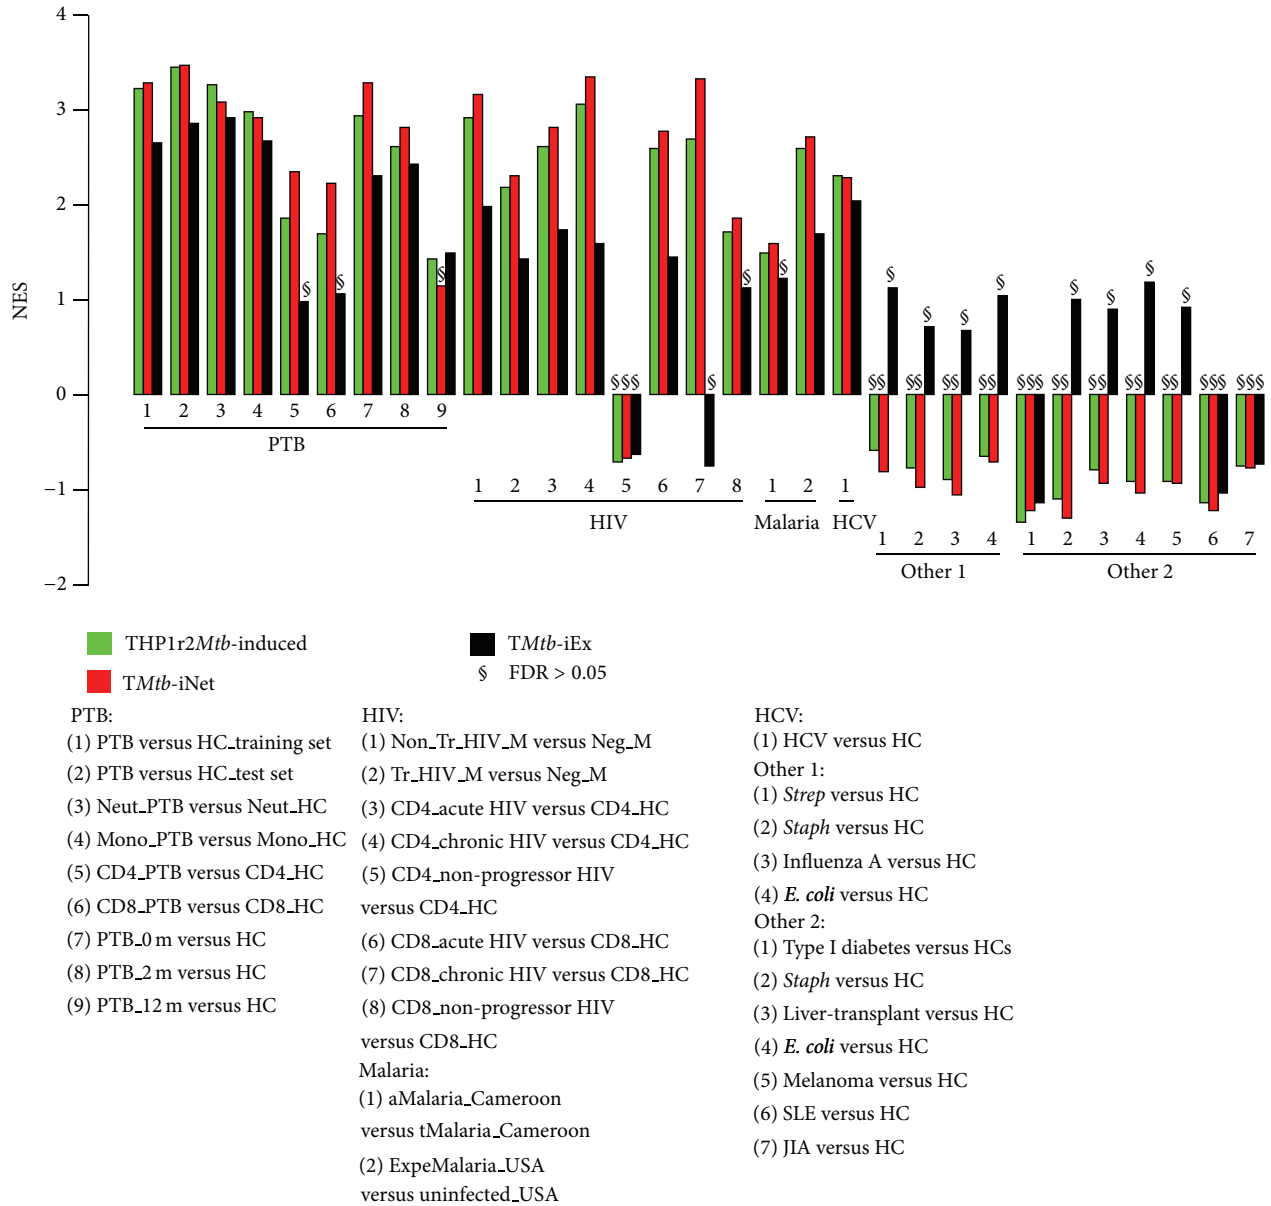 4
3
2
1
0
−1
−2
NES
§ § § § § §
§ § § § § § § § §
§§§ § §§ §§ §§ §§ §§§ §§ §§ §§ §§ §§§ §§§
1 2 3 4 5 6 7 8 9
PTB
1 2 3 4 5 6 7 8
HIV
1 2
Malaria
1
HCV
1 2 3 4
Other 1
1 2 3 4 5 6 7
Other 2
THP1r2Mtb-induced
TMtb-iNet
TMtb-iEx
§ FDR > 0.05
PTB:
(1) PTB versus HC_training set
(2) PTB versus HC_test set
(3) Neut_PTB versus Neut_HC
(4) Mono_PTB versus Mono_HC
(5) CD4_PTB versus CD4_HC
(6) CD8_PTB versus CD8_HC
(7) PTB_0 m versus HC
(8) PTB_2 m versus HC
(9) PTB_12 m versus HC
HIV:
(1) Non_Tr_HIV_M versus Neg_M
(2) Tr_HIV_M versus Neg_M
(3) CD4_acute HIV versus CD4_HC
(4) CD4_chronic HIV versus CD4_HC
(5) CD4_non-progressor HIV
versus CD4_HC
(6) CD8_acute HIV versus CD8_HC
(7) CD8_chronic HIV versus CD8_HC
(8) CD8_non-progressor HIV
versus CD8_HC
Malaria:
(1) aMalaria_Cameroon
versus tMalaria_Cameroon
(2) ExpeMalaria_USA
versus uninfected_USA
HCV:
(1) HCV versus HC
Other 1:
(1) Strep versus HC
(2) Staph versus HC
(3) Influenza A versus HC
(4) E. coli versus HC
Other 2:
(1) Type I diabetes versus HCs
(2) Staph versus HC
(3) Liver-transplant versus HC
(4) E. coli versus HC
(5) Melanoma versus HC
(6) SLE versus HC
(7) JIA versus HC